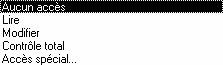 Aucun accès
Lire
Modifier
Contrôle total
Accès spécial...